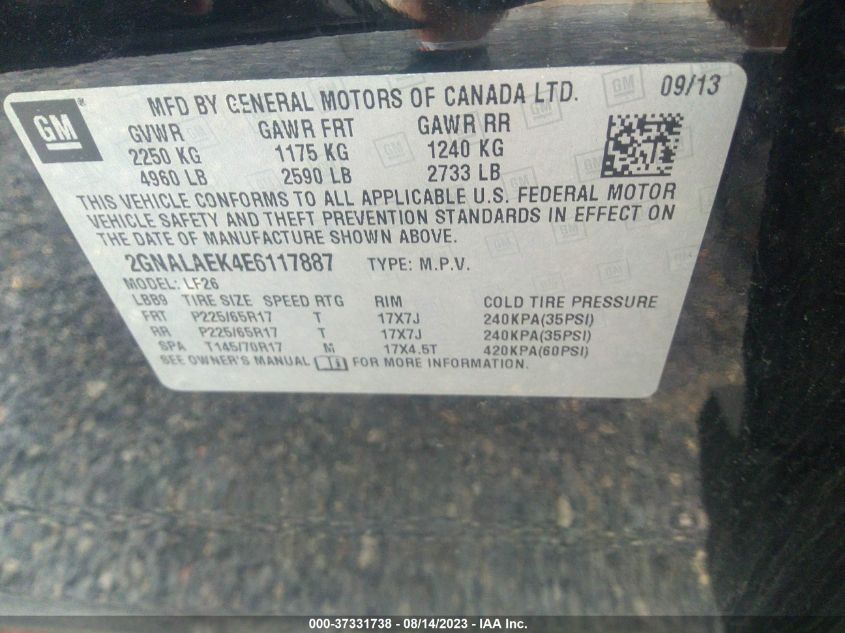 GM ®
MFD BY GENERAL MOTORS OF CANADA LTD. 09/13
GVWR GAWR FRT GAWR RR
2250 KG 1175 KG 1240 KG
4960 LB 2590 LB 2733 LB
THIS VEHICLE CONFORMS TO ALL APPLICABLE U.S. FEDERAL MOTOR
VEHICLE SAFETY AND THEFT PREVENTION STANDARDS IN EFFECT ON
THE DATE OF MANUFACTURE SHOWN ABOVE.
2GNALAEK4E6117887 TYPE: M.P.V.
MODEL: LF26
LBB9 TIRE SIZE SPEED RTG RIM COLD TIRE PRESSURE
FRT P225/65R17 T 17X7J 240KPA(35PSI)
RR P225/65R17 T 17X7J 240KPA(35PSI)
SPA T145/70R17 M 17X4.5T 420KPA(60PSI)
SEE OWNER'S MANUAL FOR MORE INFORMATION.
000-37331738 - 08/14/2023 - IAA Inc.